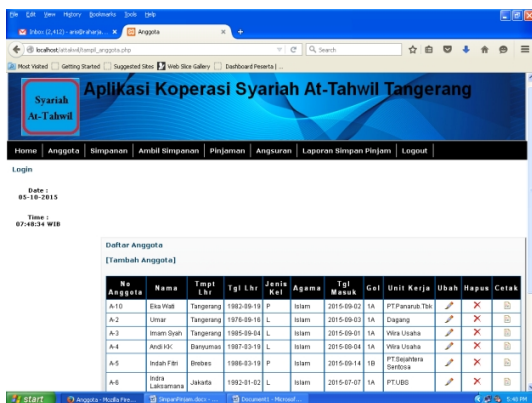 File Edit View History Bookmarks Tools Help
Anggota
localhost/attahwil/tampil_anggota.php
Search
Most Visited Getting Started Suggested Sites Web Slice Gallery Dashboard Peserta | ...
Syariah
At-Tahwil
Aplikasi Koperasi Syariah At-Tahwil Tangerang
Home Anggota Simpanan Ambil Simpanan Pinjaman Angsuran Laporan Simpan Pinjam Logout
Login
Date :
05-10-2015
Time :
07:48:34 WIB
Daftar Anggota
[Tambah Anggota]
No Anggota Nama Tmpt Lhr Tgl Lhr Jenis Kel Agama Tgl Masuk Gol Unit Kerja Ubah Hapus Cetak
A-10 Eka Wati Tangerang 1982-09-19 P Islam 2015-09-02 1A PT.Panarub Tbk
A-2 Umar Tangerang 1976-09-16 L Islam 2015-09-03 1A Dagang
A-3 Imam Syah Tangerang 1985-09-04 L Islam 2015-09-01 1A Wira Usaha
A-4 Andi KK Banyumas 1987-03-19 L Islam 2015-08-04 1A Wira Usaha
A-5 Indah Fitri Brebes 1986-03-19 P Islam 2015-09-14 1B PT.Sejahtera Sentosa
A-6 Indra Laksamana Jakarta 1992-01-02 L Islam 2015-07-07 1A PT.UBS
start Anggota - Mozilla Fire... SimpanPinjam.docx - ... Document1 - Microsof... 5:48 PM